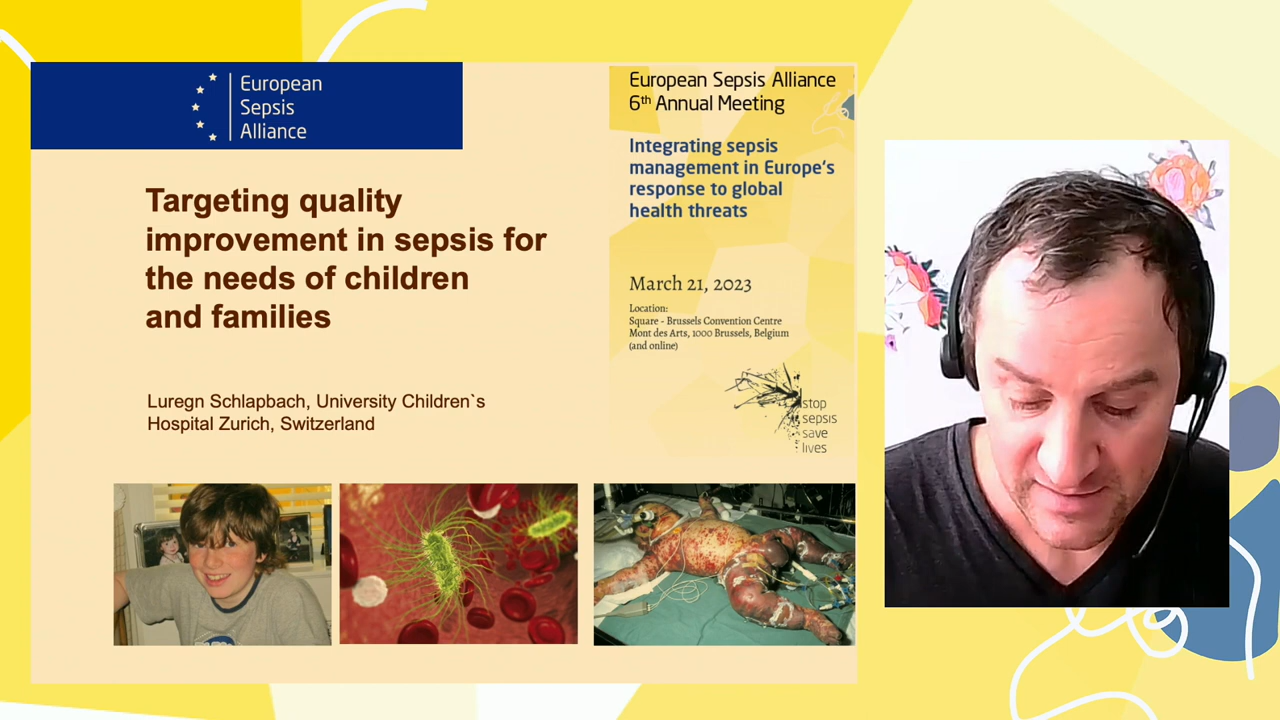 European
Sepsis
Alliance
Targeting quality
improvement in sepsis for
the needs of children
and families
Luregn Schlapbach, University Children`s
Hospital Zurich, Switzerland
European Sepsis Alliance
6th Annual Meeting
Integrating sepsis
management in Europe's
response to global
health threats
March 21, 2023
Location:
Square - Brussels Convention Centre
Mont des Arts, 1000 Brussels, Belgium
(and online)
stop
sepsis
save
lives